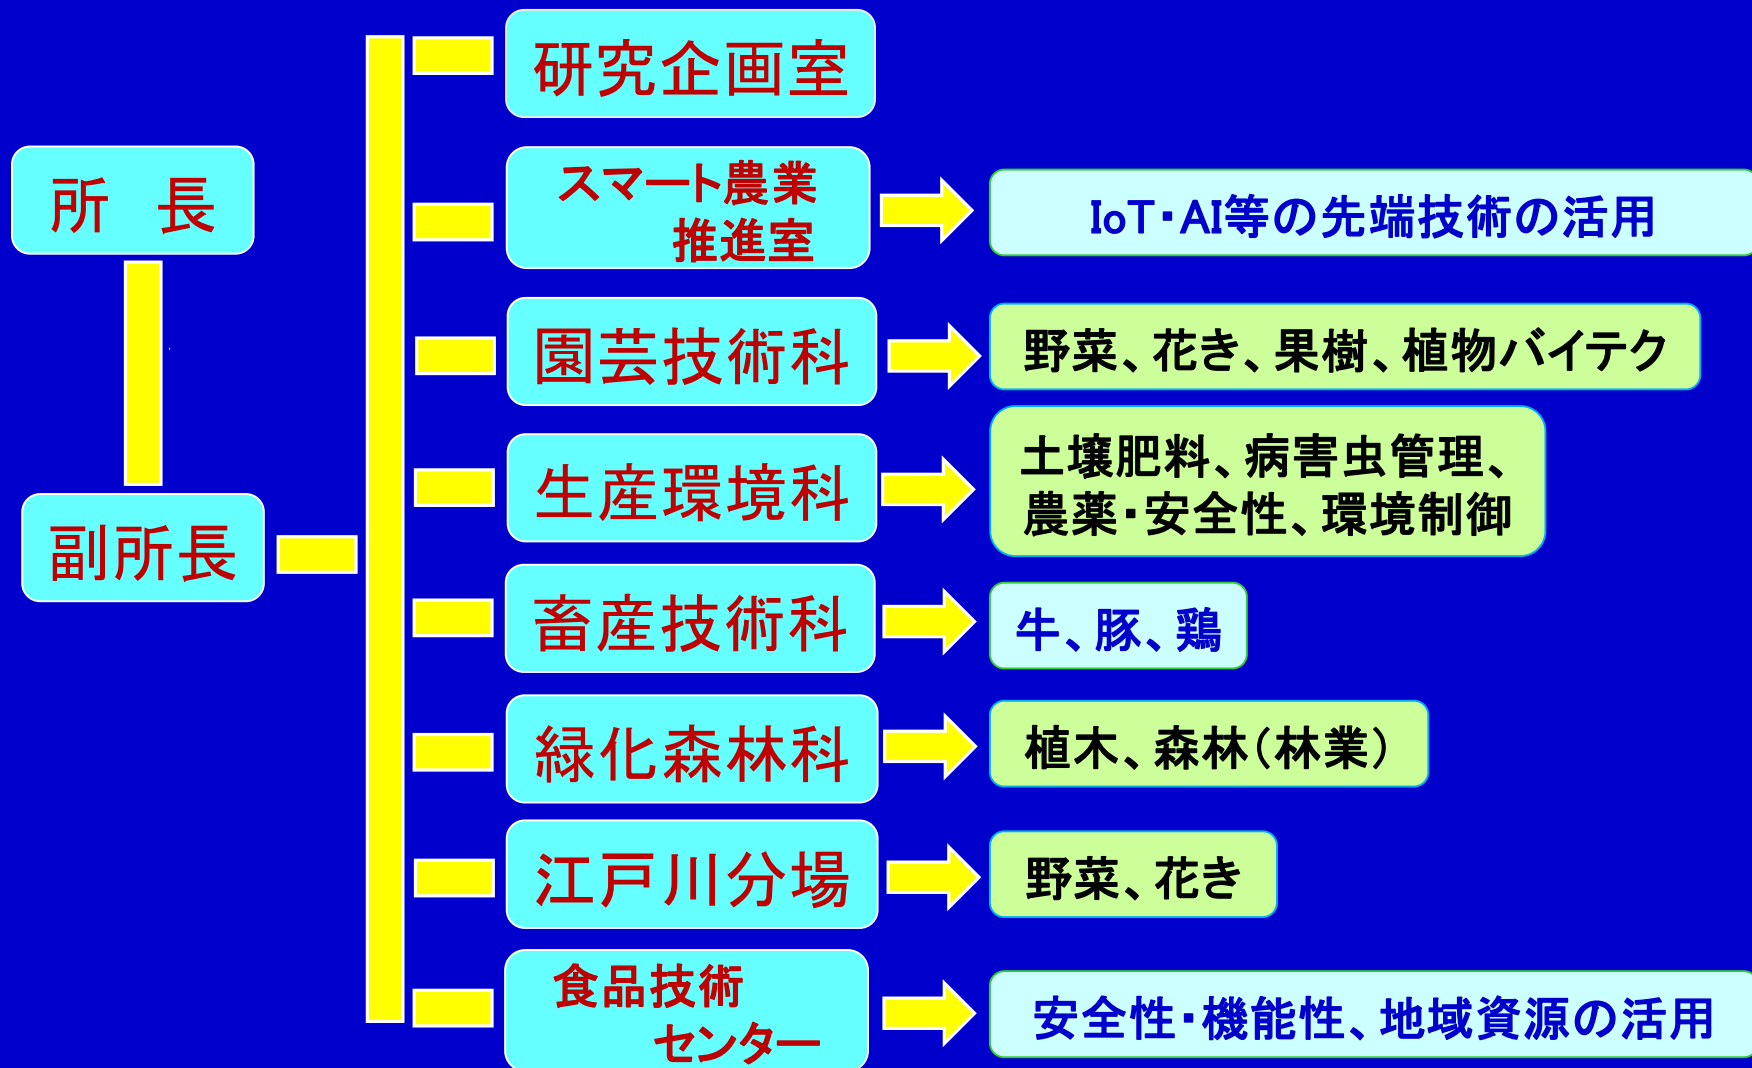 所　長
副所長
研究企画室
スマート農業
推進室
IoT・AI等の先端技術の活用
園芸技術科
野菜、花き、果樹、植物バイテク
生産環境科
土壌肥料、病害虫管理、
農薬・安全性、環境制御
畜産技術科
牛、豚、鶏
緑化森林科
植木、森林（林業）
江戸川分場
野菜、花き
食品技術
センター
安全性・機能性、地域資源の活用